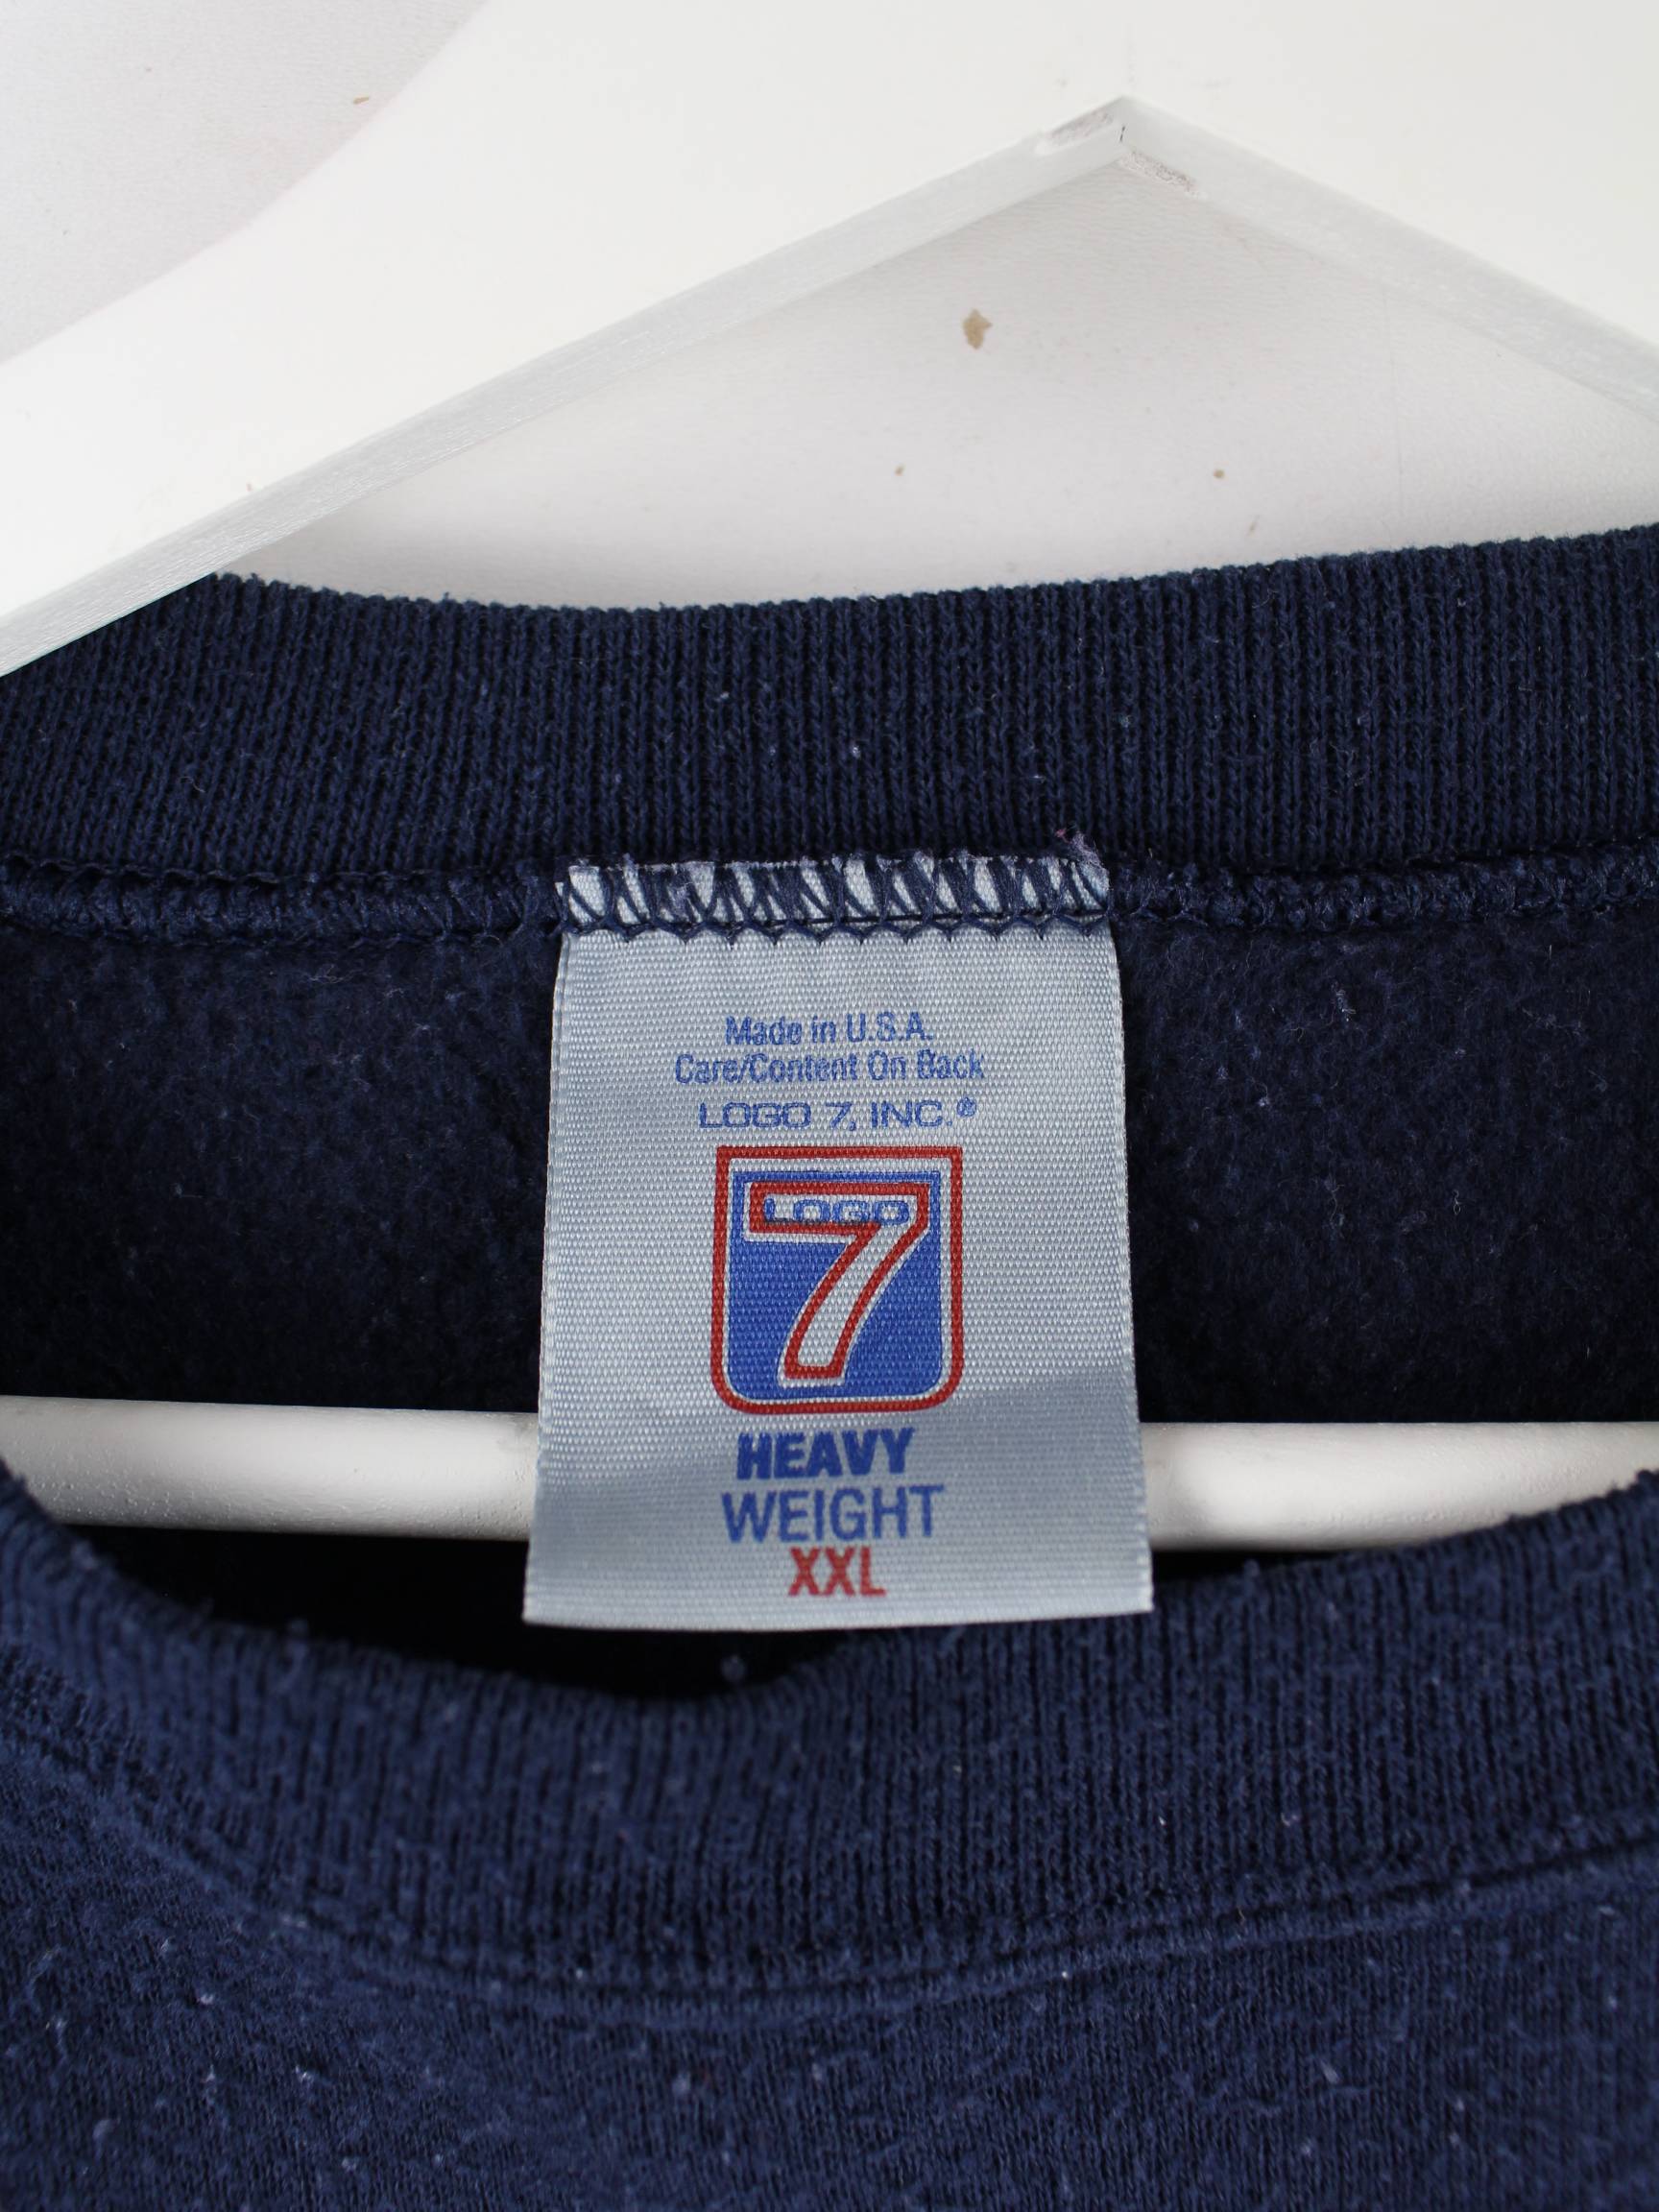 Made in U.S.A.
Care/Content On Back
LOGO 7, INC.®
LOGO
7
HEAVY
WEIGHT
XXL